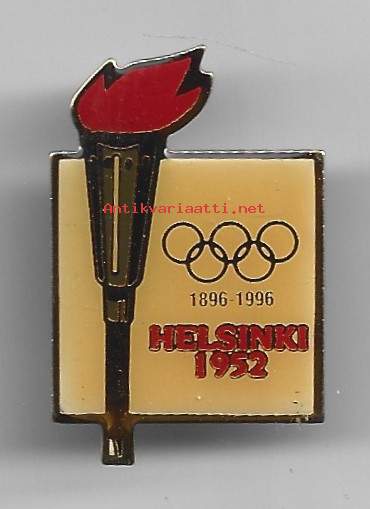 Antikvariaatti.net
1896-1996
HELSINKI
1952